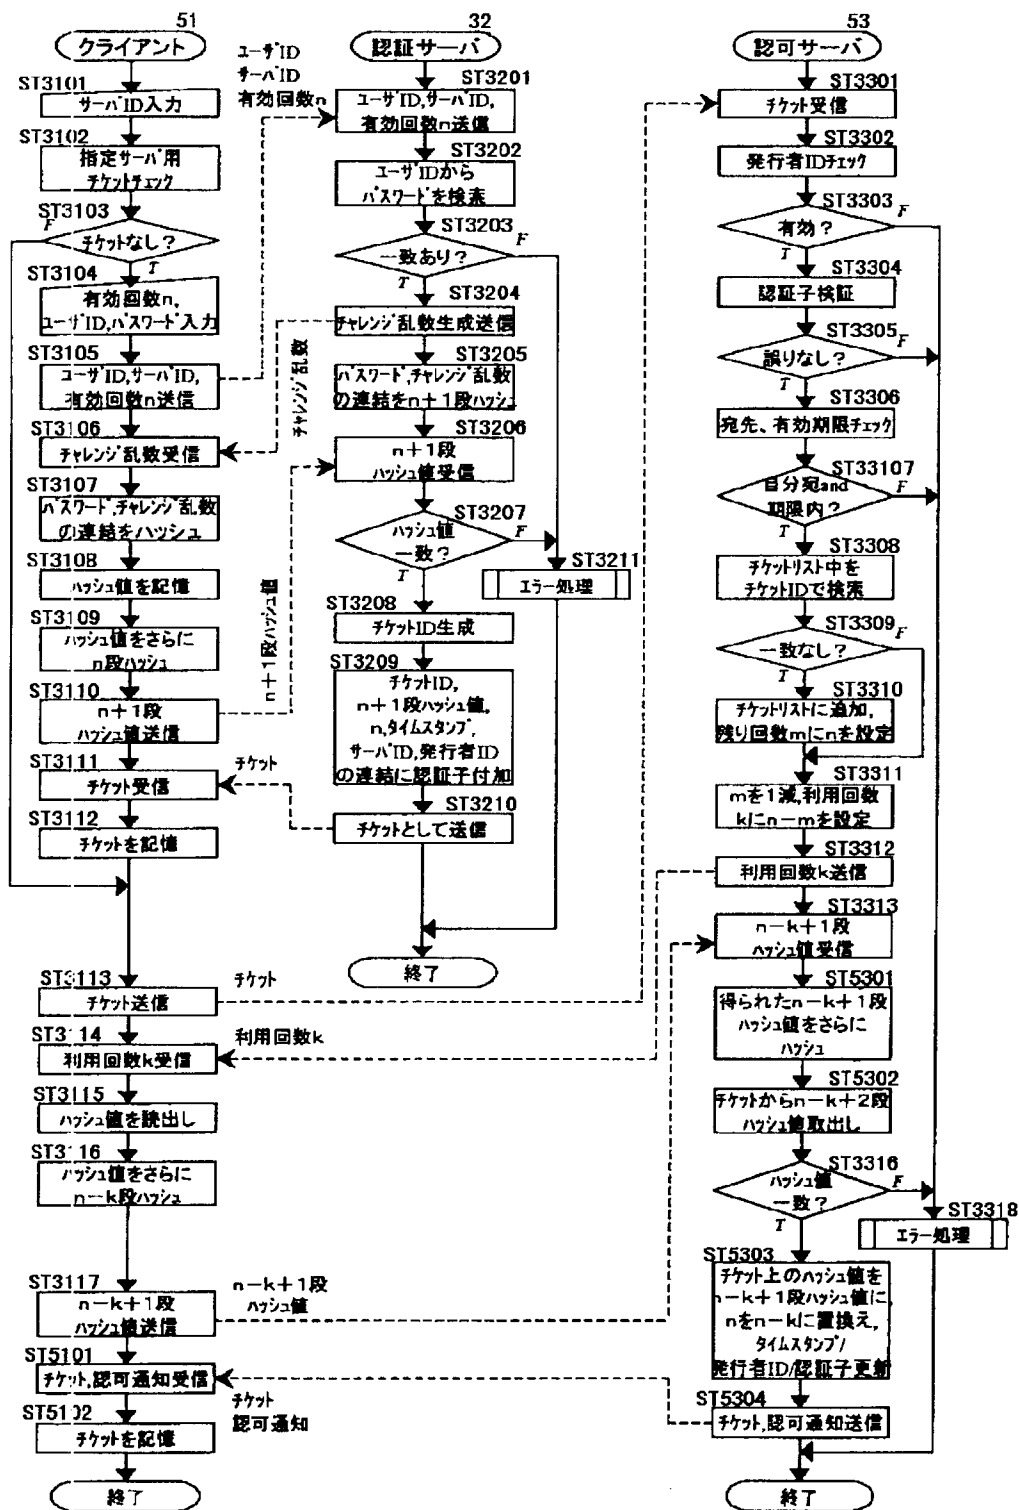 51
クライアント
ST3101
サーバID入力
ST3102
指定サーバ用
チケットチェック
ST3103
F
チケットなし?
T
ST3104
有効回数n,
ユーザID,パスワード入力
ST3105
ユーザID,サーバID,
有効回数n送信
ST3106
チャレンジ乱数受信
ST3107
パスワード,チャレンジ乱数
の連結をハッシュ
ST3108
ハッシュ値を記憶
ST3109
ハッシュ値をさらに
n段ハッシュ
ST3110
n+1段
ハッシュ値送信
ST3111
チケット受信
ST3112
チケットを記憶
ST3113
チケット送信
ST3114
利用回数k受信
ST3115
ハッシュ値を読出し
ST3116
ハッシュ値をさらに
n-k段ハッシュ
ST3117
n-k+1段
ハッシュ値送信
ST5101
チケット,認可通知受信
ST5102
チケットを記憶
終了
ユーザID
サーバID
有効回数n
チャレンジ乱数
n+1段ハッシュ値
チケット
チケット
利用回数k
n-k+1段
ハッシュ値
チケット
認可通知
32
認証サーバ
ST3201
ユーザID,サーバID,
有効回数n送信
ST3202
ユーザIDから
パスワードを検索
ST3203
一致あり?
F
T
ST3204
チャレンジ乱数生成送信
ST3205
パスワード,チャレンジ乱数
の連結をn+1段ハッシュ
ST3206
n+1段
ハッシュ値受信
ST3207
ハッシュ値
一致?
F
T
ST3211
エラー処理
ST3208
チケットID生成
ST3209
チケットID,
n+1段ハッシュ値,
n,タイムスタンプ,
サーバID,発行者ID
の連結に認証子付加
ST3210
チケットとして送信
終了
53
認可サーバ
ST3301
チケット受信
ST3302
発行者IDチェック
ST3303
有効?
F
T
ST3304
認証子検証
ST3305
誤りなし?
F
T
ST3306
宛先、有効期限チェック
ST33107
自分宛and
期限内?
F
T
ST3308
チケットリスト中を
チケットIDで検索
ST3309
一致なし?
F
T
ST3310
チケットリストに追加,
残り回数mにnを設定
ST3311
mを1減,利用回数
kにn-mを設定
ST3312
利用回数k送信
ST3313
n-k+1段
ハッシュ値受信
ST5301
得られたn-k+1段
ハッシュ値をさらに
ハッシュ
ST5302
チケットからn-k+2段
ハッシュ値取出し
ST3316
ハッシュ値
一致?
F
T
ST3318
エラー処理
ST5303
チケット上のハッシュ値を
n-k+1段ハッシュ値に,
nをn-kに置換え,
タイムスタンプ/
発行者ID/認証子更新
ST5304
チケット,認可通知送信
終了